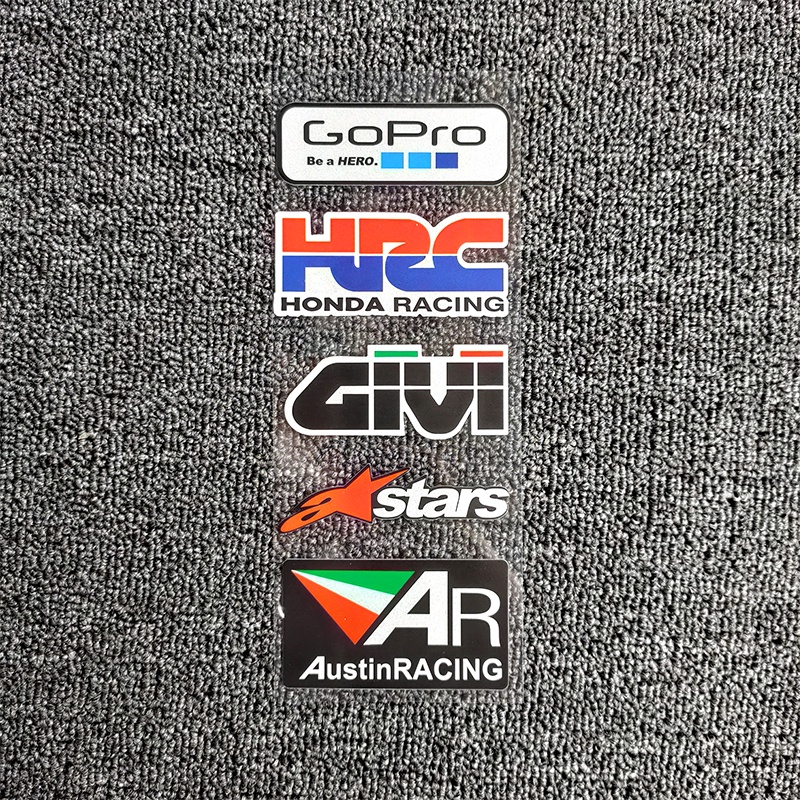 GoPro
Be a HERO.
HRC
HONDA RACING
GIVI
stars
AR
AustinRACING